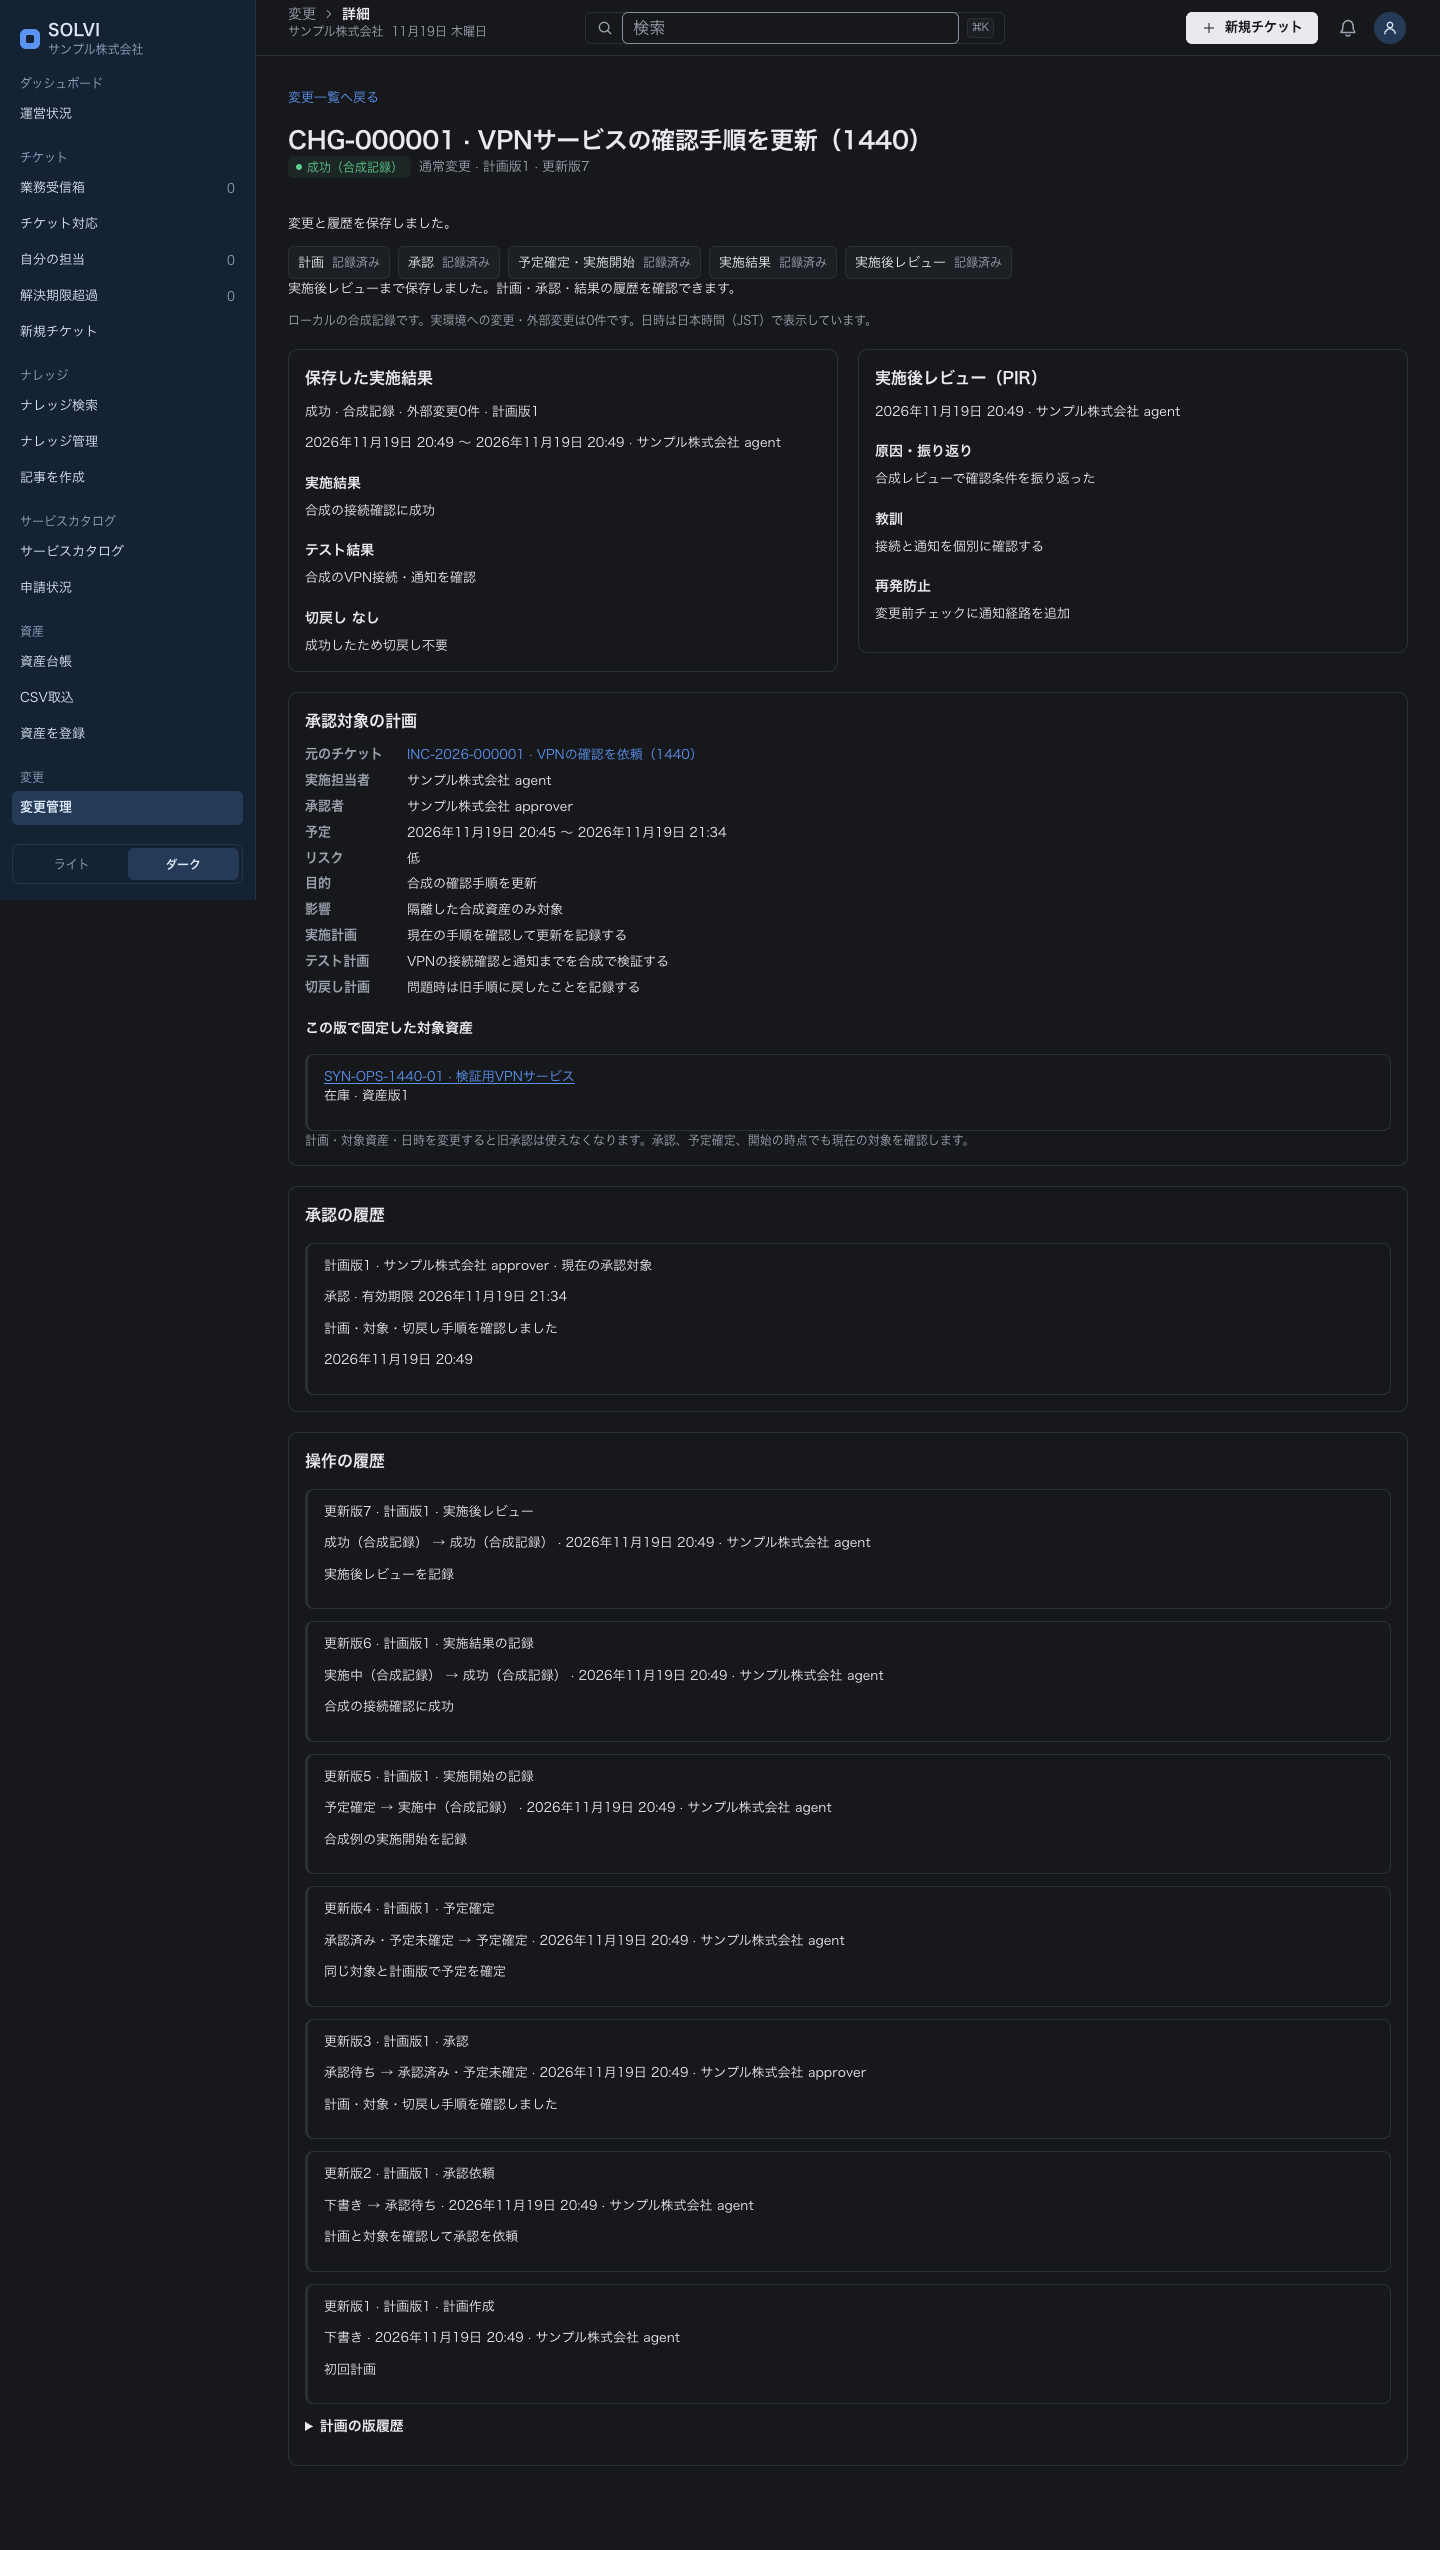 SOLVI
サンプル株式会社
ダッシュボード
運営状況
チケット
業務受信箱 0
チケット対応
自分の担当 0
解決期限超過 0
新規チケット
ナレッジ
ナレッジ検索
ナレッジ管理
記事を作成
サービスカタログ
サービスカタログ
申請状況
資産
資産台帳
CSV取込
資産を登録
変更
変更管理
ライト ダーク
変更 > 詳細
サンプル株式会社 11月19日 木曜日
検索 ⌘K
+ 新規チケット
変更一覧へ戻る
CHG-000001 · VPNサービスの確認手順を更新（1440）
成功（合成記録） 通常変更 · 計画版1 · 更新版7
変更と履歴を保存しました。
計画 記録済み 承認 記録済み 予定確定・実施開始 記録済み 実施結果 記録済み 実施後レビュー 記録済み
実施後レビューまで保存しました。計画・承認・結果の履歴を確認できます。
ローカルの合成記録です。実環境への変更・外部変更は0件です。日時は日本時間（JST）で表示しています。
保存した実施結果
成功 · 合成記録 · 外部変更0件 · 計画版1
2026年11月19日 20:49 〜 2026年11月19日 20:49 · サンプル株式会社 agent
実施結果
合成の接続確認に成功
テスト結果
合成のVPN接続・通知を確認
切戻し なし
成功したため切戻し不要
実施後レビュー（PIR）
2026年11月19日 20:49 · サンプル株式会社 agent
原因・振り返り
合成レビューで確認条件を振り返った
教訓
接続と通知を個別に確認する
再発防止
変更前チェックに通知経路を追加
承認対象の計画
元のチケット INC-2026-000001 · VPNの確認を依頼（1440）
実施担当者 サンプル株式会社 agent
承認者 サンプル株式会社 approver
予定 2026年11月19日 20:45 〜 2026年11月19日 21:34
リスク 低
目的 合成の確認手順を更新
影響 隔離した合成資産のみ対象
実施計画 現在の手順を確認して更新を記録する
テスト計画 VPNの接続確認と通知までを合成で検証する
切戻し計画 問題時は旧手順に戻したことを記録する
この版で固定した対象資産
SYN-OPS-1440-01 · 検証用VPNサービス
在庫 · 資産版1
計画・対象資産・日時を変更すると旧承認は使えなくなります。承認、予定確定、開始の時点でも現在の対象を確認します。
承認の履歴
計画版1 · サンプル株式会社 approver · 現在の承認対象
承認 · 有効期限 2026年11月19日 21:34
計画・対象・切戻し手順を確認しました
2026年11月19日 20:49
操作の履歴
更新版7 · 計画版1 · 実施後レビュー
成功（合成記録） → 成功（合成記録） · 2026年11月19日 20:49 · サンプル株式会社 agent
実施後レビューを記録
更新版6 · 計画版1 · 実施結果の記録
実施中（合成記録） → 成功（合成記録） · 2026年11月19日 20:49 · サンプル株式会社 agent
合成の接続確認に成功
更新版5 · 計画版1 · 実施開始の記録
予定確定 → 実施中（合成記録） · 2026年11月19日 20:49 · サンプル株式会社 agent
合成例の実施開始を記録
更新版4 · 計画版1 · 予定確定
承認済み・予定未確定 → 予定確定 · 2026年11月19日 20:49 · サンプル株式会社 agent
同じ対象と計画版で予定を確定
更新版3 · 計画版1 · 承認
承認待ち → 承認済み・予定未確定 · 2026年11月19日 20:49 · サンプル株式会社 approver
計画・対象・切戻し手順を確認しました
更新版2 · 計画版1 · 承認依頼
下書き → 承認待ち · 2026年11月19日 20:49 · サンプル株式会社 agent
計画と対象を確認して承認を依頼
更新版1 · 計画版1 · 計画作成
下書き · 2026年11月19日 20:49 · サンプル株式会社 agent
初回計画
▶ 計画の版履歴